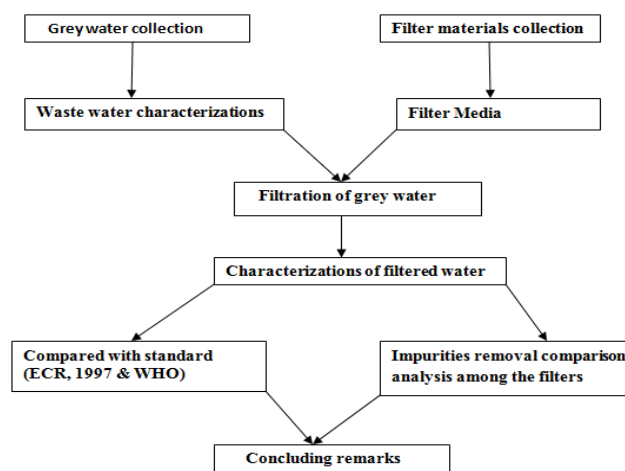 Grey water collection
Filter materials collection
Waste water characterizations
Filter Media
Filtration of grey water
Characterizations of filtered water
Compared with standard
(ECR, 1997 & WHO)
Impurities removal comparison
analysis among the filters
Concluding remarks